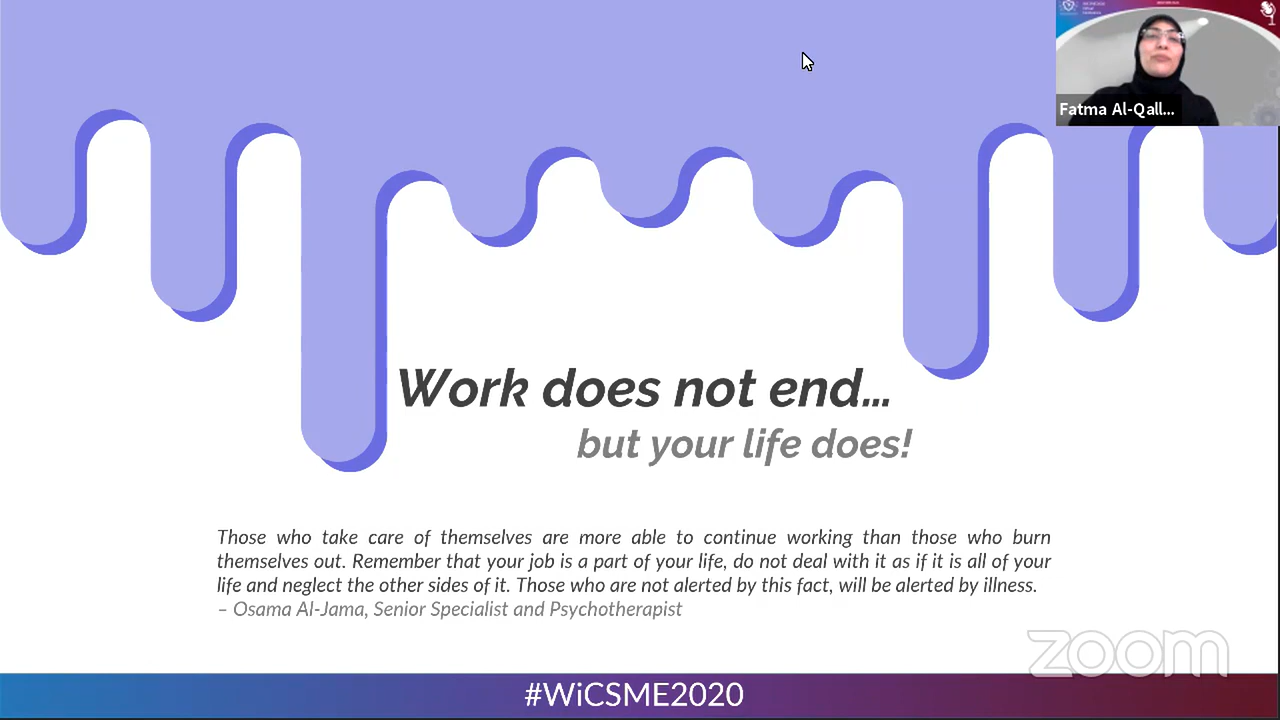 Fatma Al-Qall...
Work does not end...
but your life does!
Those who take care of themselves are more able to continue working than those who burn
themselves out. Remember that your job is a part of your life, do not deal with it as if it is all of your
life and neglect the other sides of it. Those who are not alerted by this fact, will be alerted by illness.
– Osama Al-Jama, Senior Specialist and Psychotherapist
zoom
#WiCSME2020